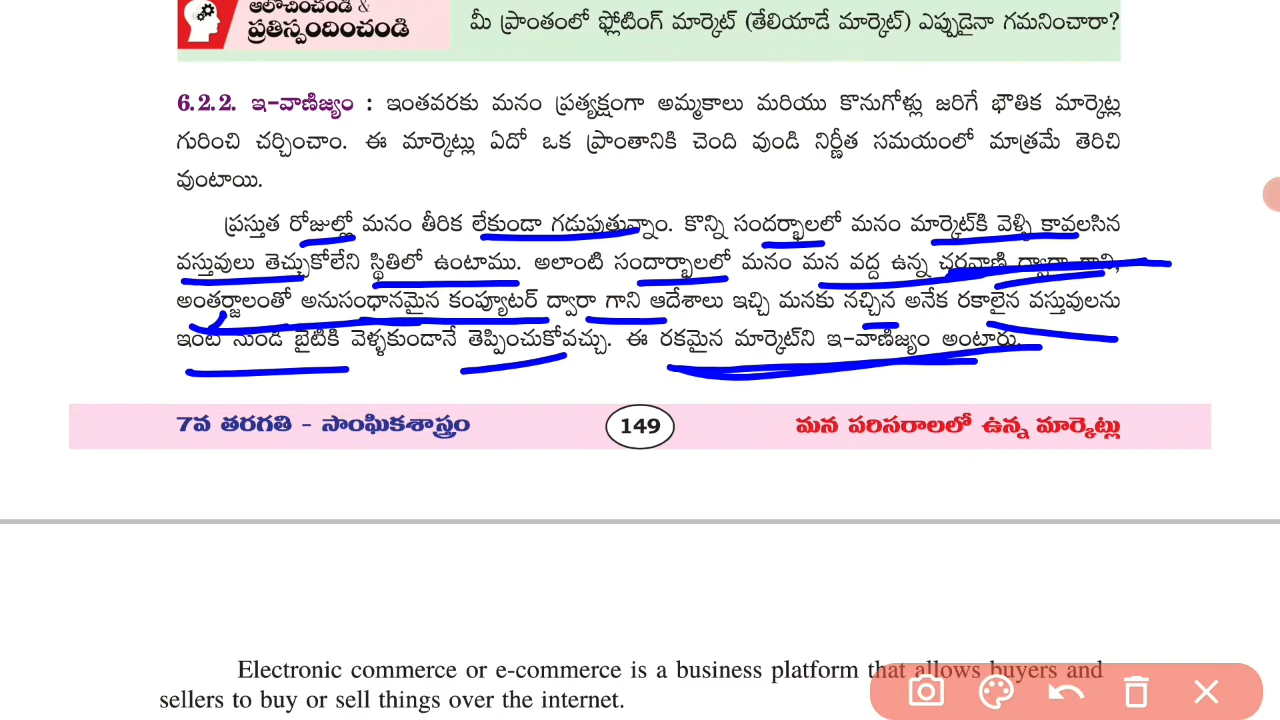 ఆలోచించండి &
ప్రతిస్పందించండి
మీ ప్రాంతంలో ఫ్లోటింగ్ మార్కెట్ (తేలియాడే మార్కెట్) ఎప్పుడైనా గమనించారా?
6.2.2. ఇ-వాణిజ్యం : ఇంతవరకు మనం ప్రత్యక్షంగా అమ్మకాలు మరియు కొనుగోళ్లు జరిగే భౌతిక మార్కెట్ల
గురించి చర్చించాం. ఈ మార్కెట్లు ఏదో ఒక ప్రాంతానికి చెంది వుండి నిర్ణీత సమయంలో మాత్రమే తెరిచి
వుంటాయి.
ప్రస్తుత రోజుల్లో మనం తీరిక లేకుండా గడుపుతున్నాం. కొన్ని సందర్భాలలో మనం మార్కెట్‌కి వెళ్ళి కావలసిన
వస్తువులు తెచ్చుకోలేని స్థితిలో ఉంటాము. అలాంటి సందార్భాలలో మనం మన వద్ద ఉన్న చరవాణి ద్వారా గాని,
అంతర్జాలంతో అనుసంధానమైన కంప్యూటర్ ద్వారా గాని ఆదేశాలు ఇచ్చి మనకు నచ్చిన అనేక రకాలైన వస్తువులను
ఇంటి నుండి బైటికి వెళ్ళకుండానే తెప్పించుకోవచ్చు. ఈ రకమైన మార్కెట్‌ని ఇ-వాణిజ్యం అంటారు.
7వ తరగతి - సాంఘికశాస్త్రం 149 మన పరిసరాలలో ఉన్న మార్కెట్లు
Electronic commerce or e-commerce is a business platform that allows buyers and
sellers to buy or sell things over the internet.